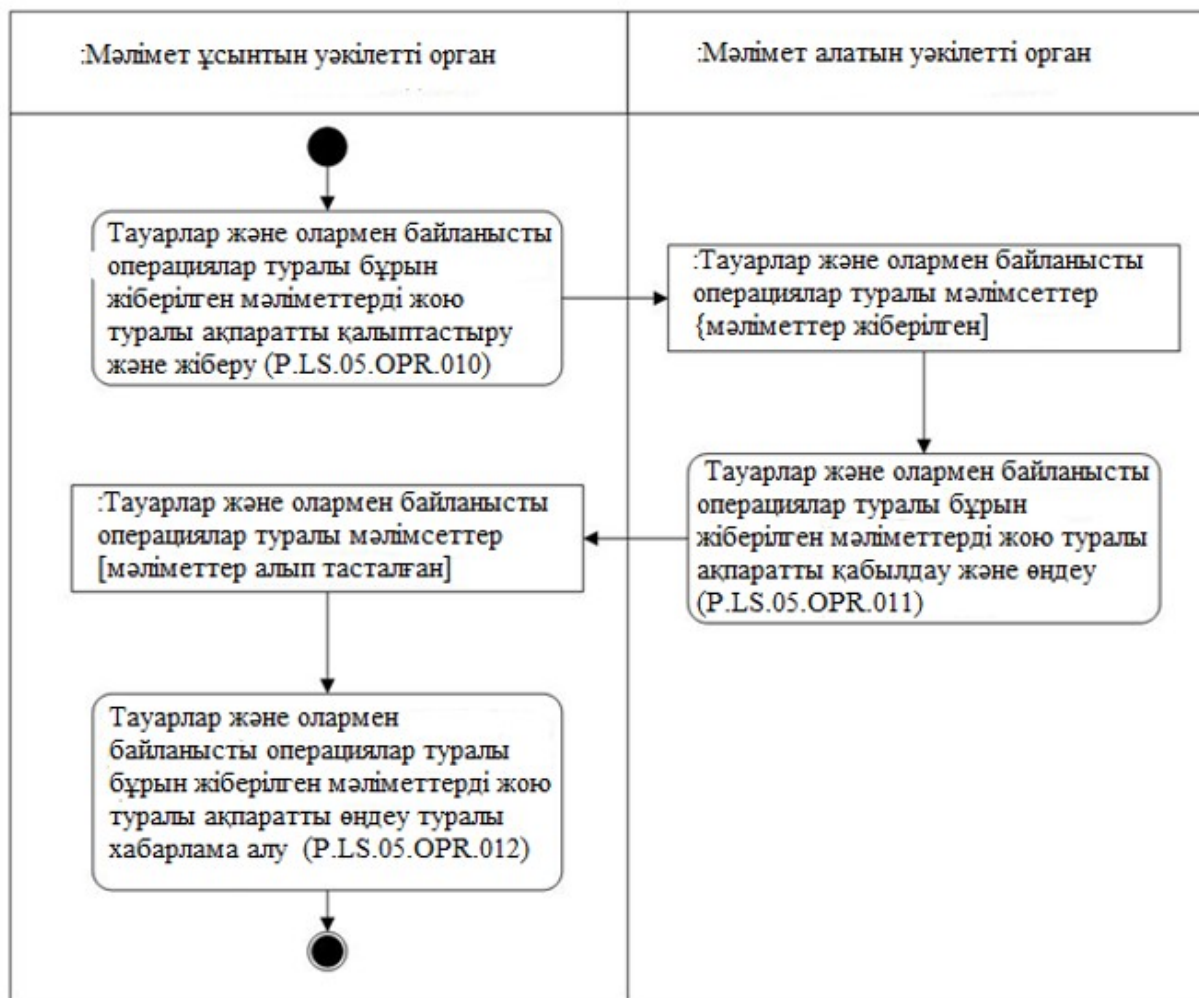 :Мәлімет ұсынтын уәкілетті орган
:Мәлімет алатын уәкілетті орган
Тауарлар және олармен байланысты
операциялар туралы бұрын
жіберілген мәліметтерді жою
туралы ақпаратты қалыптастыру
және жіберу (P.LS.05.OPR.010)
:Тауарлар және олармен байланысты
операциялар туралы мәлімсеттер
{мәліметтер жіберілген]
Тауарлар және олармен байланысты
операциялар туралы бұрын
жіберілген мәліметтерді жою туралы
ақпаратты қабылдау және өңдеу
(P.LS.05.OPR.011)
:Тауарлар және олармен байланысты
операциялар туралы мәлімсеттер
[мәліметтер алып тасталған]
Тауарлар және олармен
байланысты операциялар туралы
бұрын жіберілген мәліметтерді жою
туралы ақпаратты өңдеу туралы
хабарлама алу (P.LS.05.OPR.012)